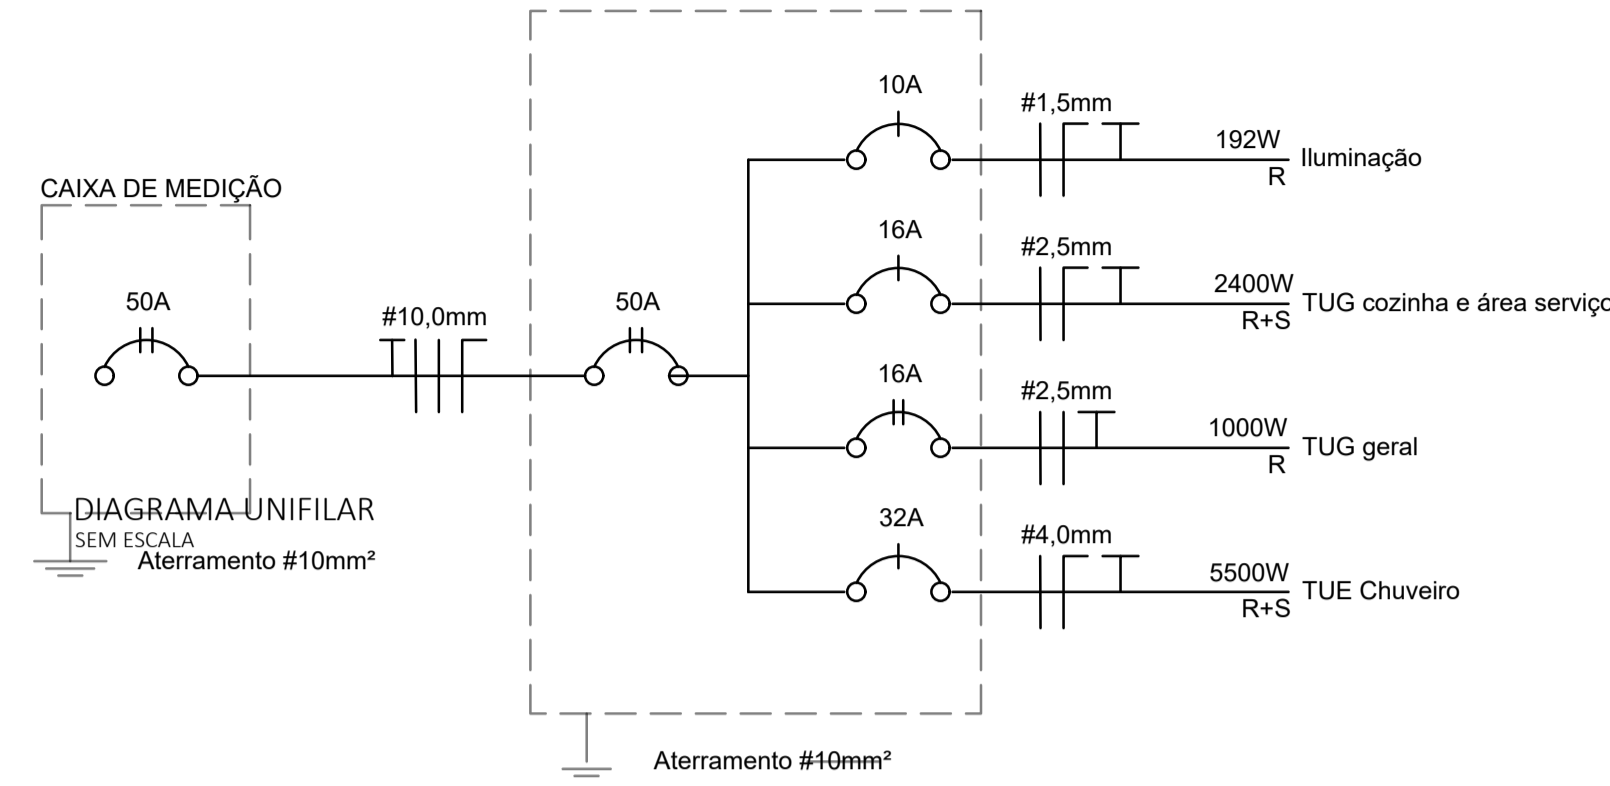 CAIXA DE MEDIÇÃO
50A
#10,0mm
50A
10A
#1,5mm
192W
R
Iluminação
16A
#2,5mm
2400W
R+S
TUG cozinha e área serviço
16A
#2,5mm
1000W
R
TUG geral
32A
#4,0mm
5500W
R+S
TUE Chuveiro
DIAGRAMA UNIFILAR
SEM ESCALA
Aterramento #10mm²
Aterramento #10mm²